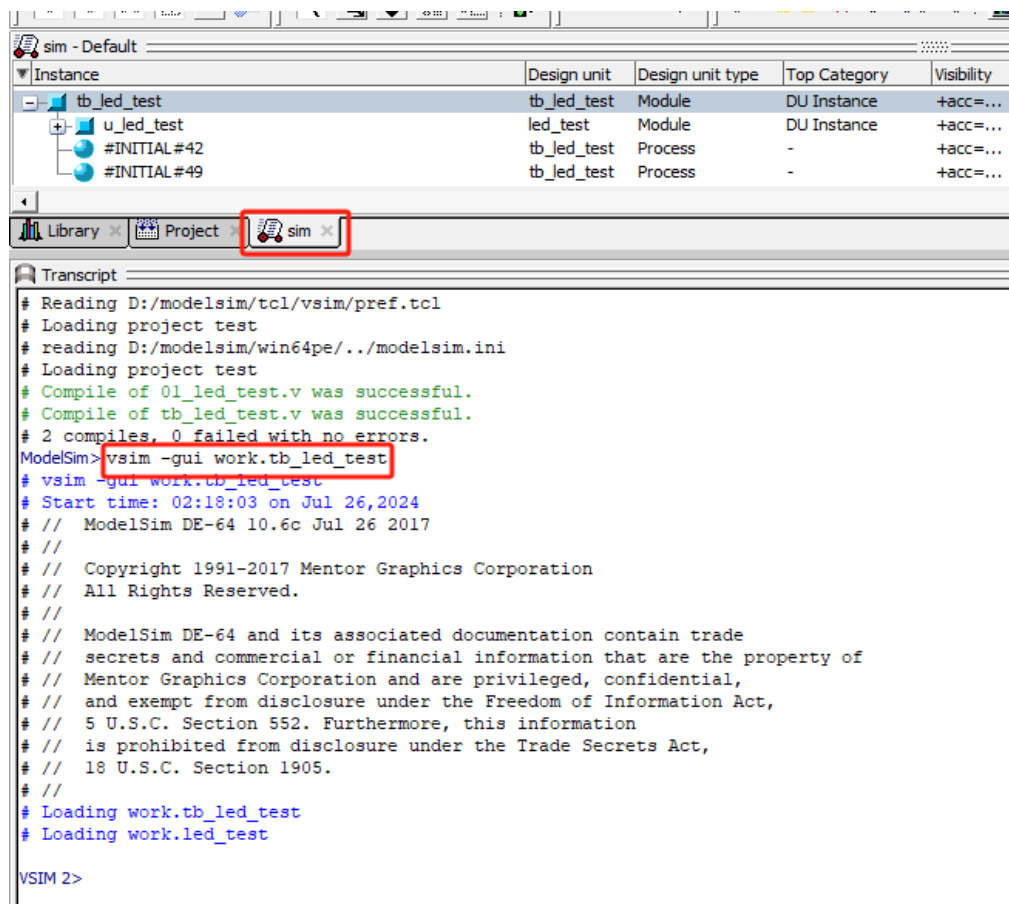 sim - Default
Instance Design unit Design unit type Top Category Visibility
tb_led_test tb_led_test Module DU Instance +acc=...
u_led_test led_test Module DU Instance +acc=...
#INITIAL#42 tb_led_test Process - +acc=...
#INITIAL#49 tb_led_test Process - +acc=...
Library Project sim
Transcript
# Reading D:/modelsim/tcl/vsim/pref.tcl
# Loading project test
# reading D:/modelsim/win64pe/../modelsim.ini
# Loading project test
# Compile of 01_led_test.v was successful.
# Compile of tb_led_test.v was successful.
# 2 compiles, 0 failed with no errors.
ModelSim> vsim -gui work.tb_led_test
# vsim -gui work.tb_led_test
# Start time: 02:18:03 on Jul 26,2024
# // ModelSim DE-64 10.6c Jul 26 2017
# //
# // Copyright 1991-2017 Mentor Graphics Corporation
# // All Rights Reserved.
# //
# // ModelSim DE-64 and its associated documentation contain trade
# // secrets and commercial or financial information that are the property of
# // Mentor Graphics Corporation and are privileged, confidential,
# // and exempt from disclosure under the Freedom of Information Act,
# // 5 U.S.C. Section 552. Furthermore, this information
# // is prohibited from disclosure under the Trade Secrets Act,
# // 18 U.S.C. Section 1905.
# //
# Loading work.tb_led_test
# Loading work.led_test
VSIM 2>